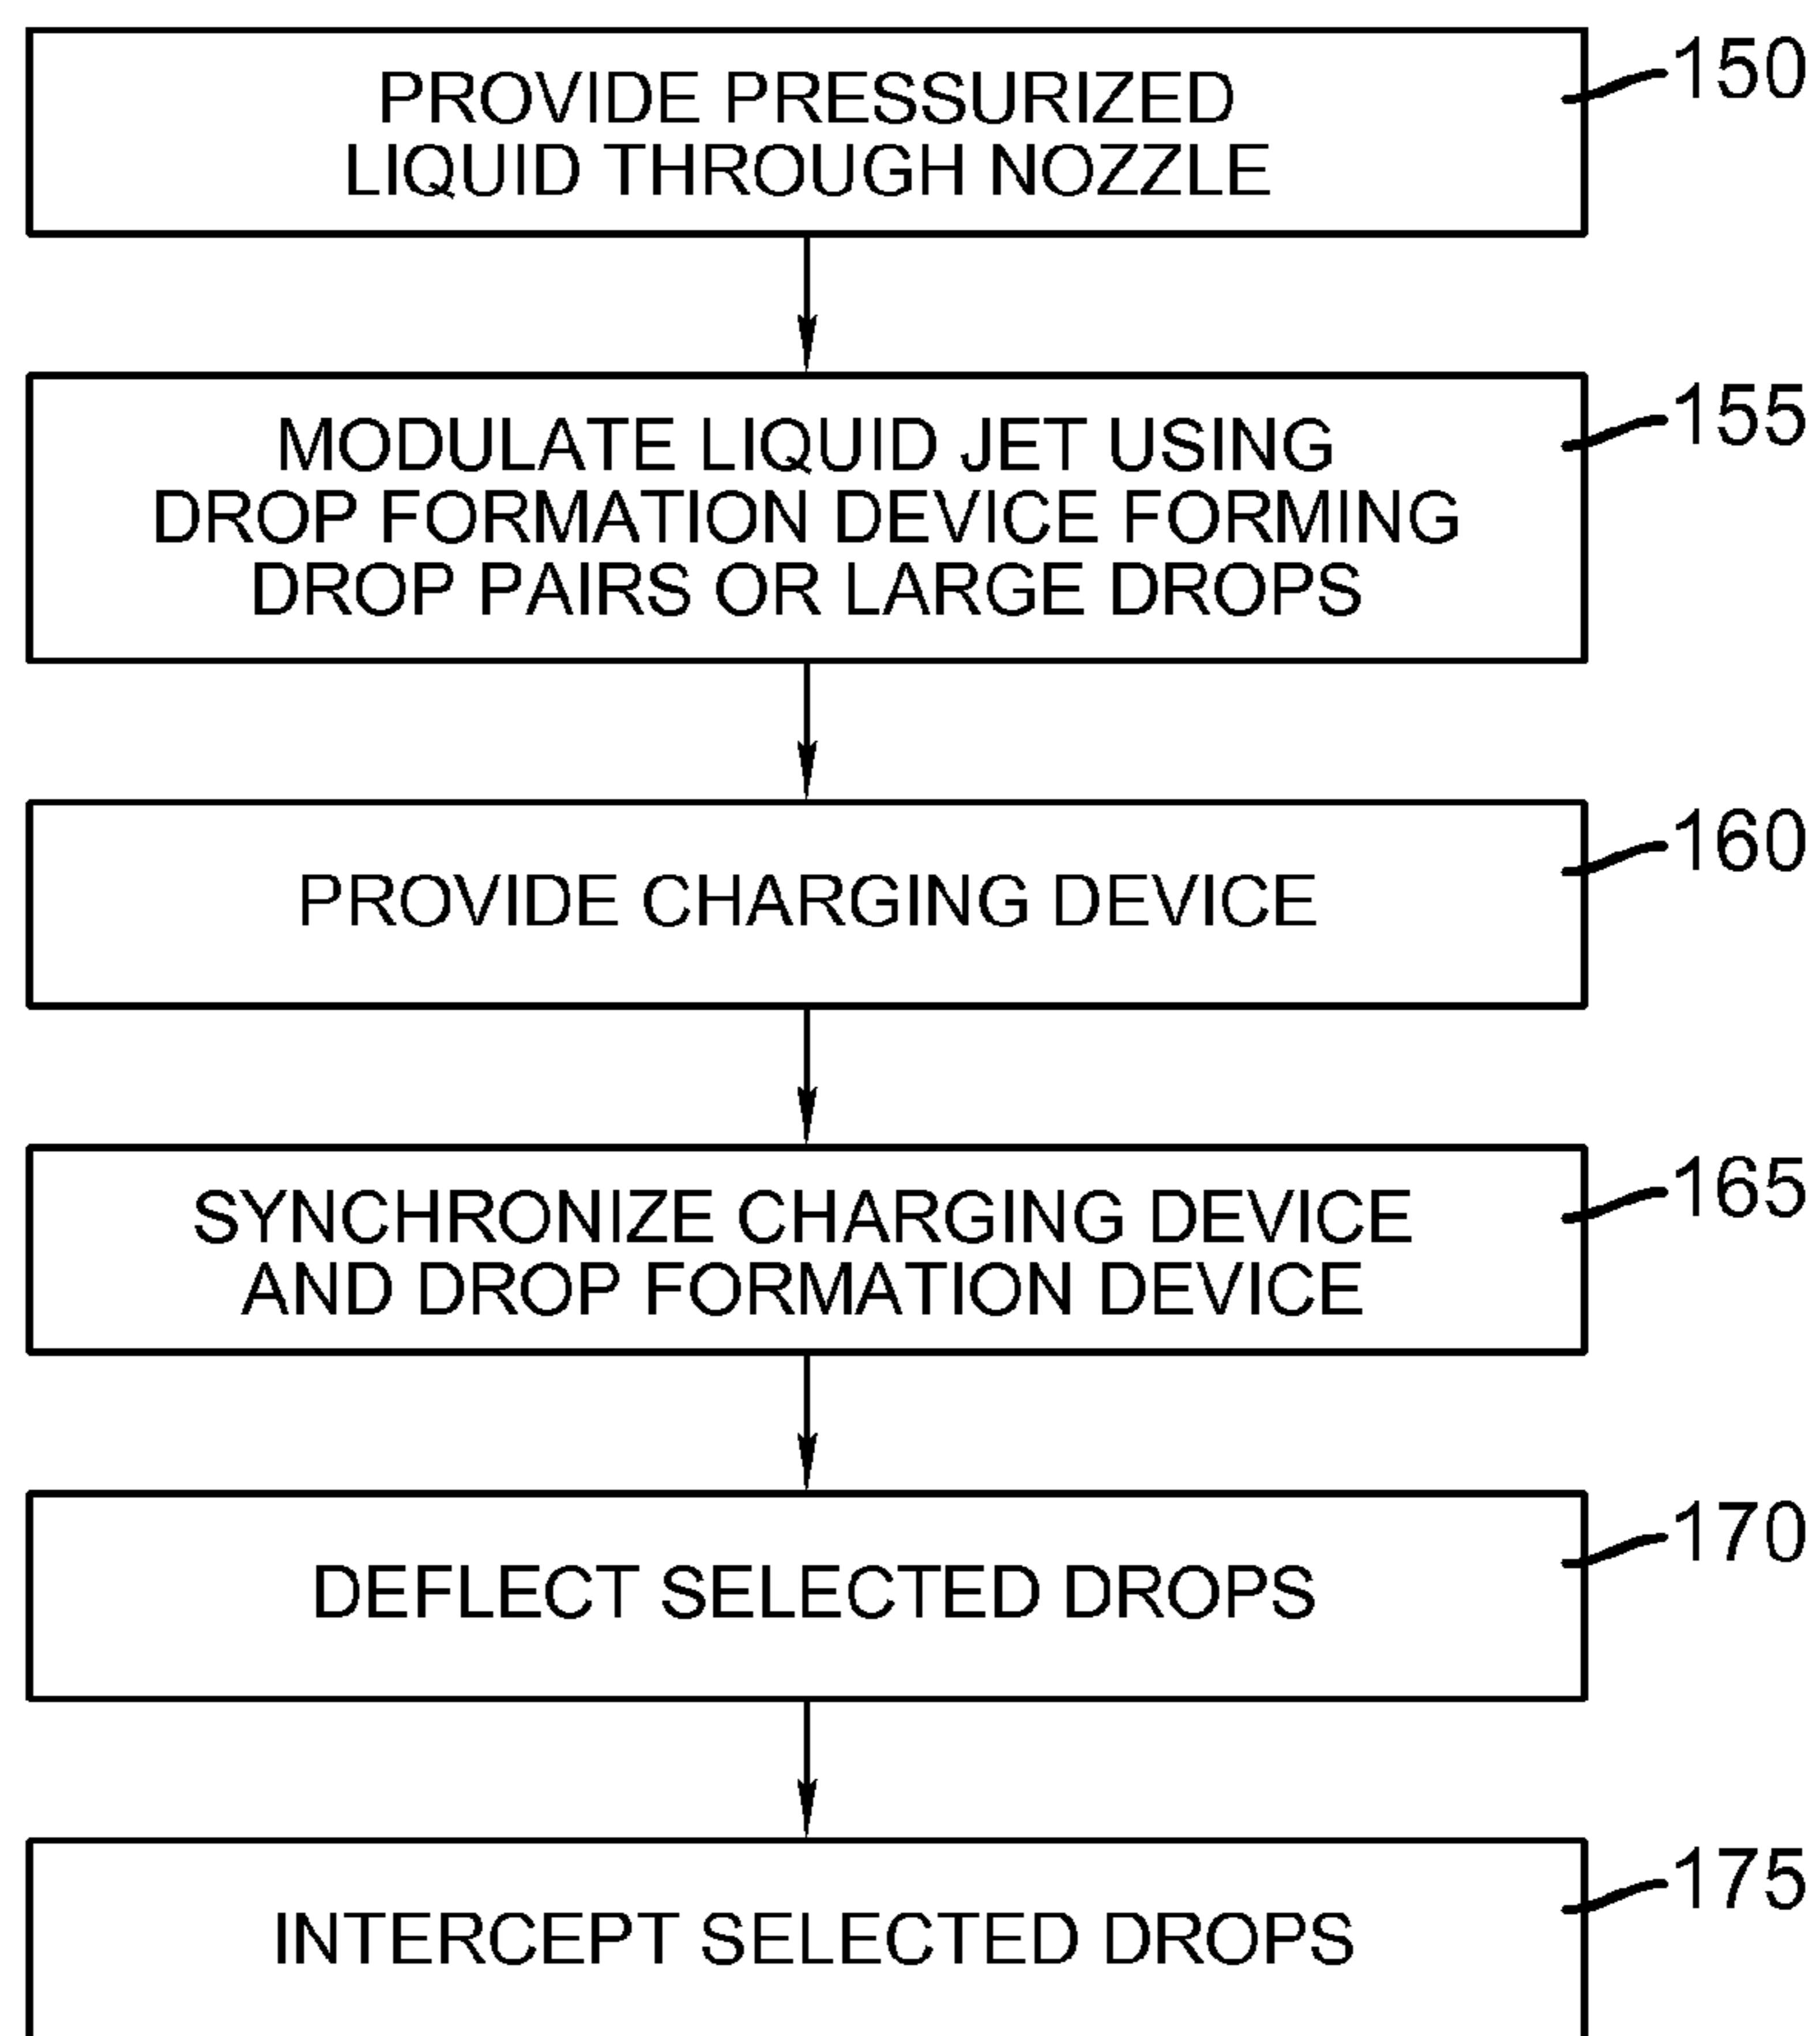 PROVIDE PRESSURIZED
LIQUID THROUGH NOZZLE
150
MODULATE LIQUID JET USING
DROP FORMATION DEVICE FORMING
DROP PAIRS OR LARGE DROPS
155
PROVIDE CHARGING DEVICE
160
SYNCHRONIZE CHARGING DEVICE
AND DROP FORMATION DEVICE
165
DEFLECT SELECTED DROPS
170
INTERCEPT SELECTED DROPS
175